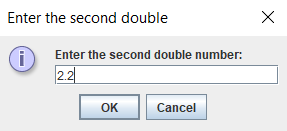 Enter the second double
Enter the second double number:
2.2
OK Cancel